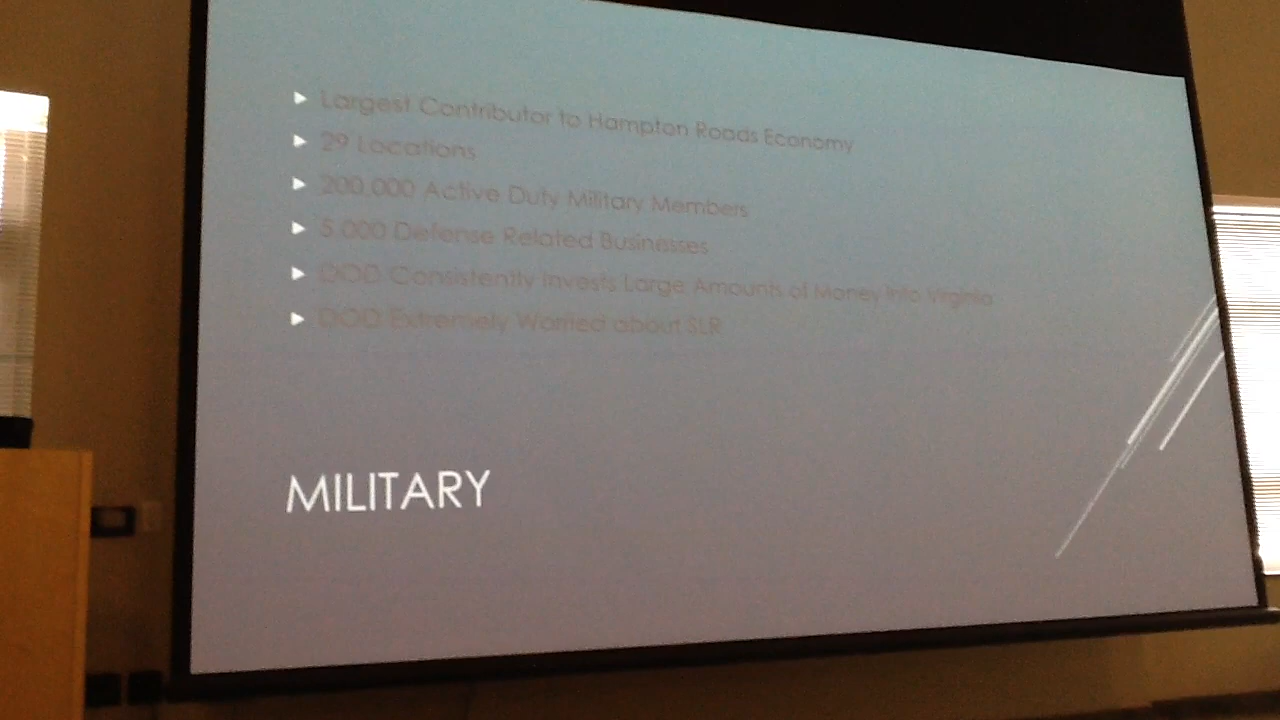 Largest Contributor to Hampton Roads Economy
29 Locations
200,000 Active Duty Military Members
5,000 Defense Related Businesses
DOD Consistently Invests Large Amounts of Money into Virginia
DOD Extremely Worried about SLR
MILITARY